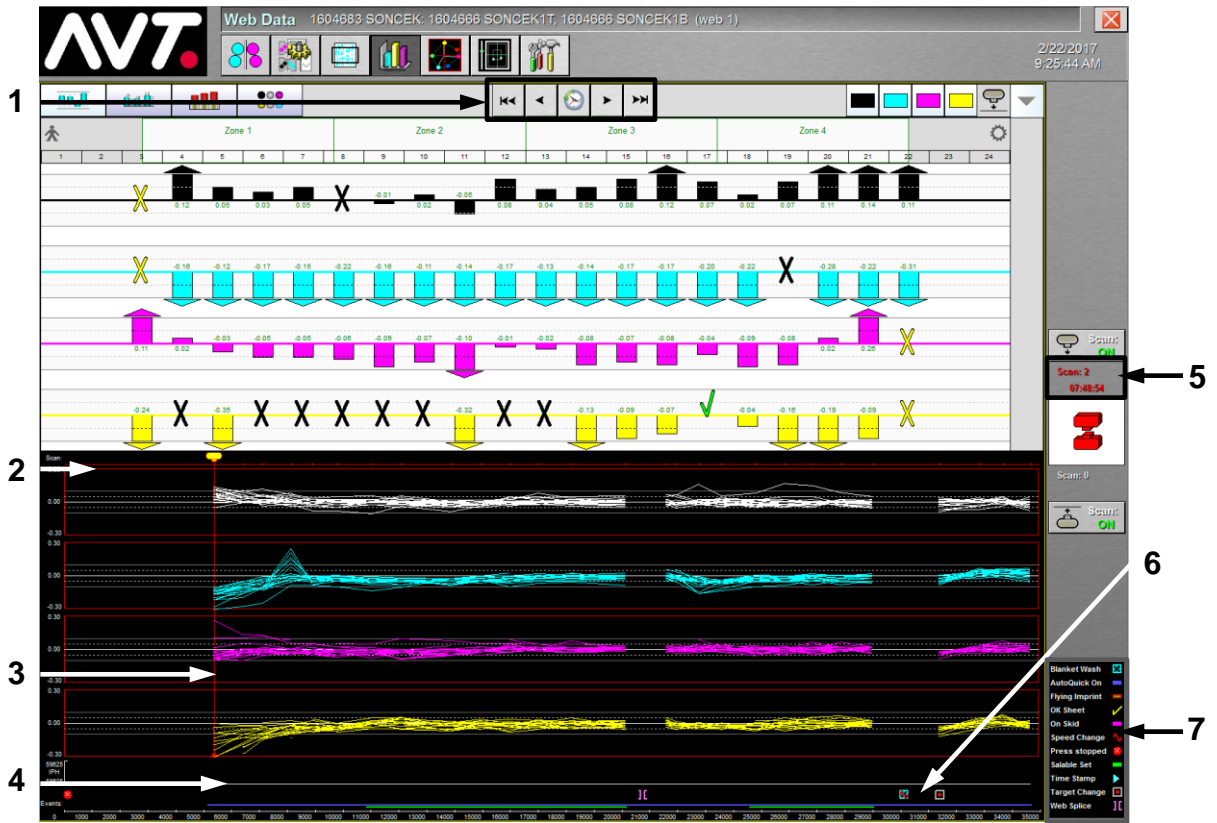 AVT.
Web Data 1604683 SONCEK: 1604666 SONCEK1T, 1604666 SONCEK1B (web 1)
2/22/2017
9:25:44 AM
1
Zone 1 Zone 2 Zone 3 Zone 4
1 2 3 4 5 6 7 8 9 10 11 12 13 14 15 16 17 18 19 20 21 22 23 24
-0.01 -0.05
0.12 0.05 0.03 0.05 0.02 0.08 0.04 0.05 0.08 0.12 0.07 0.02 0.07 0.11 0.14 0.11
-0.16 -0.12 -0.17 -0.15 -0.22 -0.16 -0.11 -0.14 -0.17 -0.13 -0.14 -0.17 -0.17 -0.20 -0.22 -0.28 -0.22 -0.31
-0.03 -0.05 -0.05 -0.06 -0.09 -0.07 -0.10 -0.01 -0.02 -0.08 -0.07 -0.08 -0.04 -0.09 -0.08
0.11 0.02 0.02 0.25
-0.24 -0.35 -0.32 -0.13 -0.09 -0.07 -0.04 -0.16 -0.19 -0.09
Scan:
ON
Scan: 2
07:48:54
5
Scan: 0
Scan:
ON
2
Scan:
0.00
-0.30
0.30
0.00
-0.30
0.30
0.00
-0.30
0.30
0.00
-0.30
3
6
59625
IPH
4
Events:
0 1000 2000 3000 4000 5000 6000 7000 8000 9000 10000 11000 12000 13000 14000 15000 16000 17000 18000 19000 20000 21000 22000 23000 24000 25000 26000 27000 28000 29000 30000 31000 32000 33000 34000 35000
Blanket Wash
AutoQuick On
Flying Imprint
OK Sheet
On Skid
Speed Change
Press stopped
Salable Set
Time Stamp
Target Change
Web Splice
7